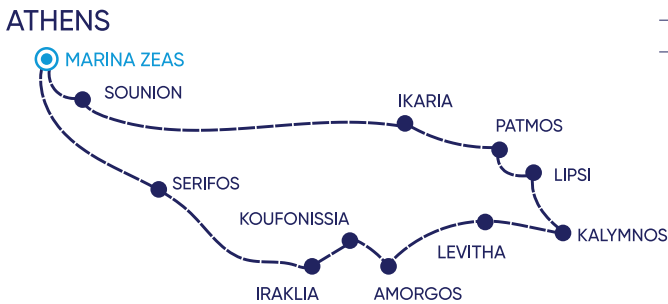 ATHENS
MARINA ZEAS
SOUNION
IKARIA
PATMOS
LIPSI
SERIFOS
KOUFONISSIA
KALYMNOS
LEVITHA
IRAKLIA
AMORGOS